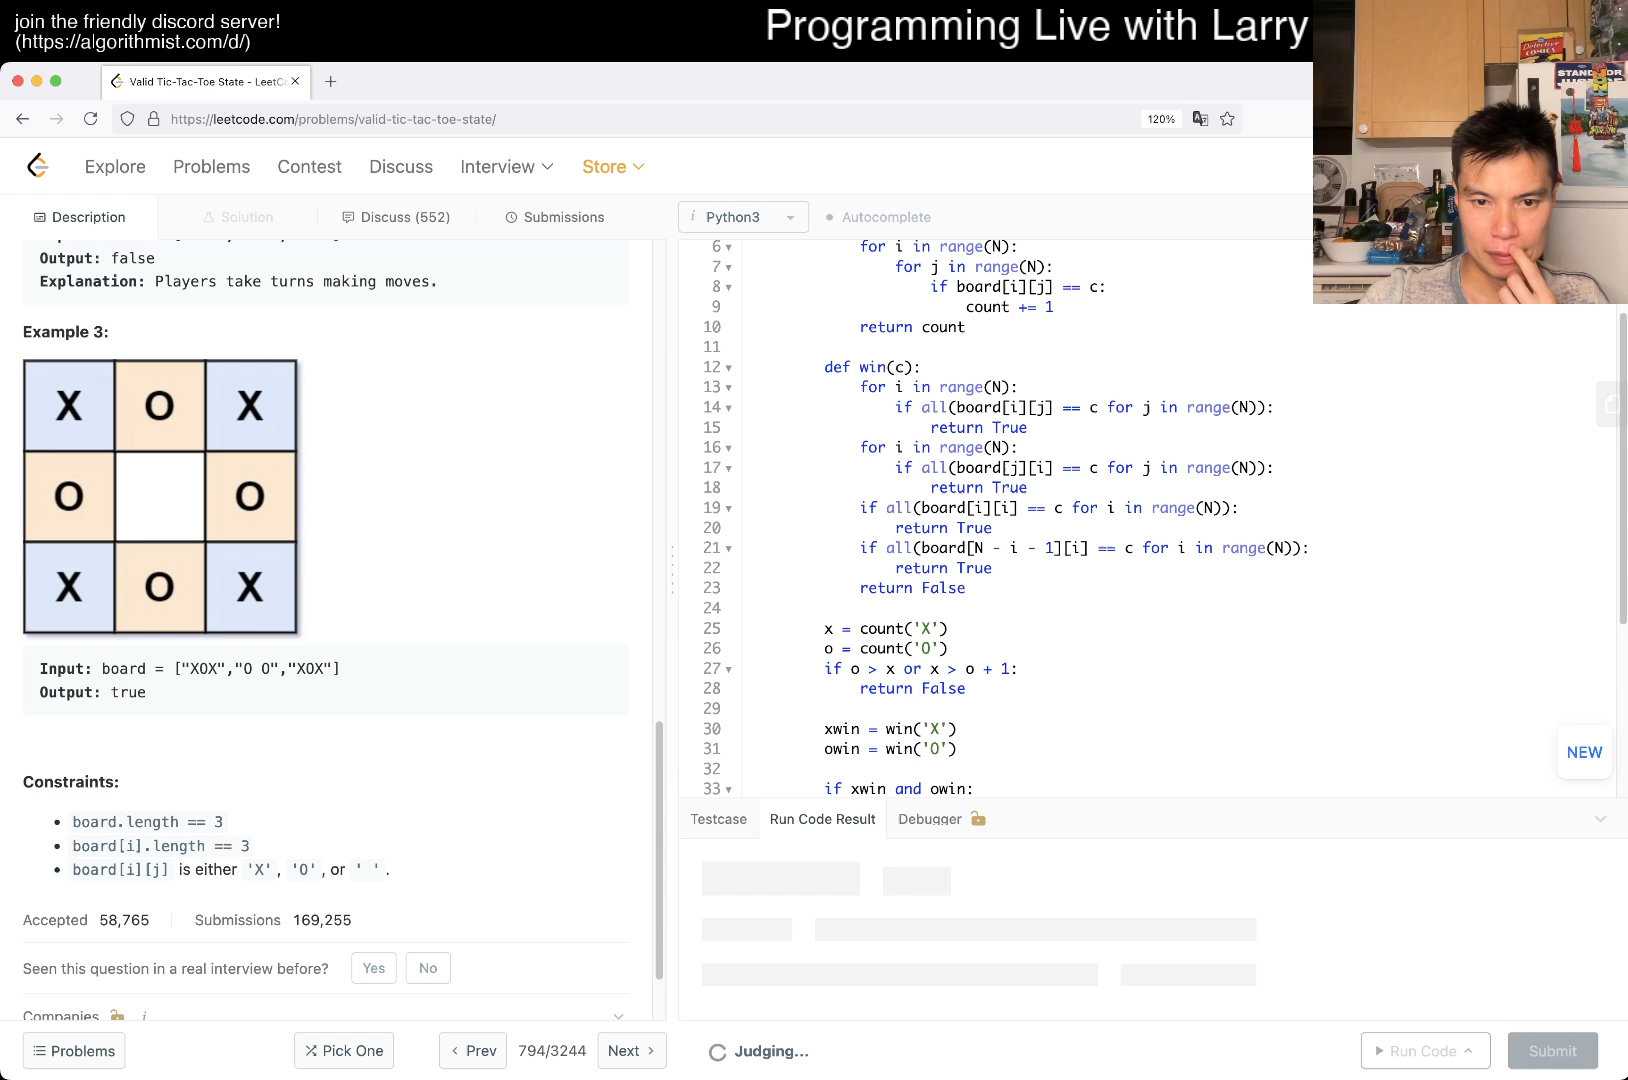 join the friendly discord server!
(https://algorithmist.com/d/)
Programming Live with Larry
Valid Tic-Tac-Toe State - LeetC
https://leetcode.com/problems/valid-tic-tac-toe-state/
120%
Explore
Problems
Contest
Discuss
Interview
Store
Description
Solution
Discuss (552)
Submissions
i Python3
Autocomplete
Output: false
Explanation: Players take turns making moves.
Example 3:
X O X
O O
X O X
Input: board = ["XOX","O O","XOX"]
Output: true
Constraints:
board.length == 3
board[i].length == 3
board[i][j] is either 'X', 'O', or ' '.
Accepted 58,765
Submissions 169,255
Seen this question in a real interview before?
Yes
No
Companies i
6 for i in range(N):
7 for j in range(N):
8 if board[i][j] == c:
9 count += 1
10 return count
11
12 def win(c):
13 for i in range(N):
14 if all(board[i][j] == c for j in range(N)):
15 return True
16 for i in range(N):
17 if all(board[j][i] == c for j in range(N)):
18 return True
19 if all(board[i][i] == c for i in range(N)):
20 return True
21 if all(board[N - i - 1][i] == c for i in range(N)):
22 return True
23 return False
24
25 x = count('X')
26 o = count('O')
27 if o > x or x > o + 1:
28 return False
29
30 xwin = win('X')
31 owin = win('O')
32
33 if xwin and owin:
NEW
Testcase
Run Code Result
Debugger
Problems
Pick One
Prev
794/3244
Next
Judging...
Run Code
Submit